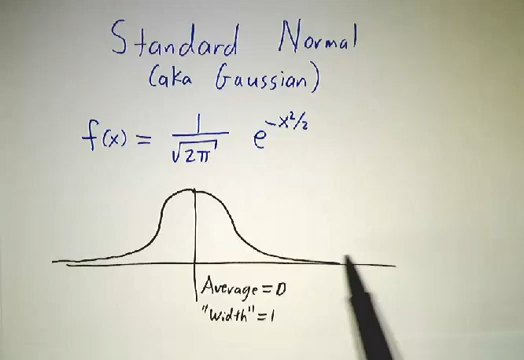 Standard Normal
(aka Gaussian)
f(x) = 1/√2π e^-x²/2
Average=0
"Width"=1